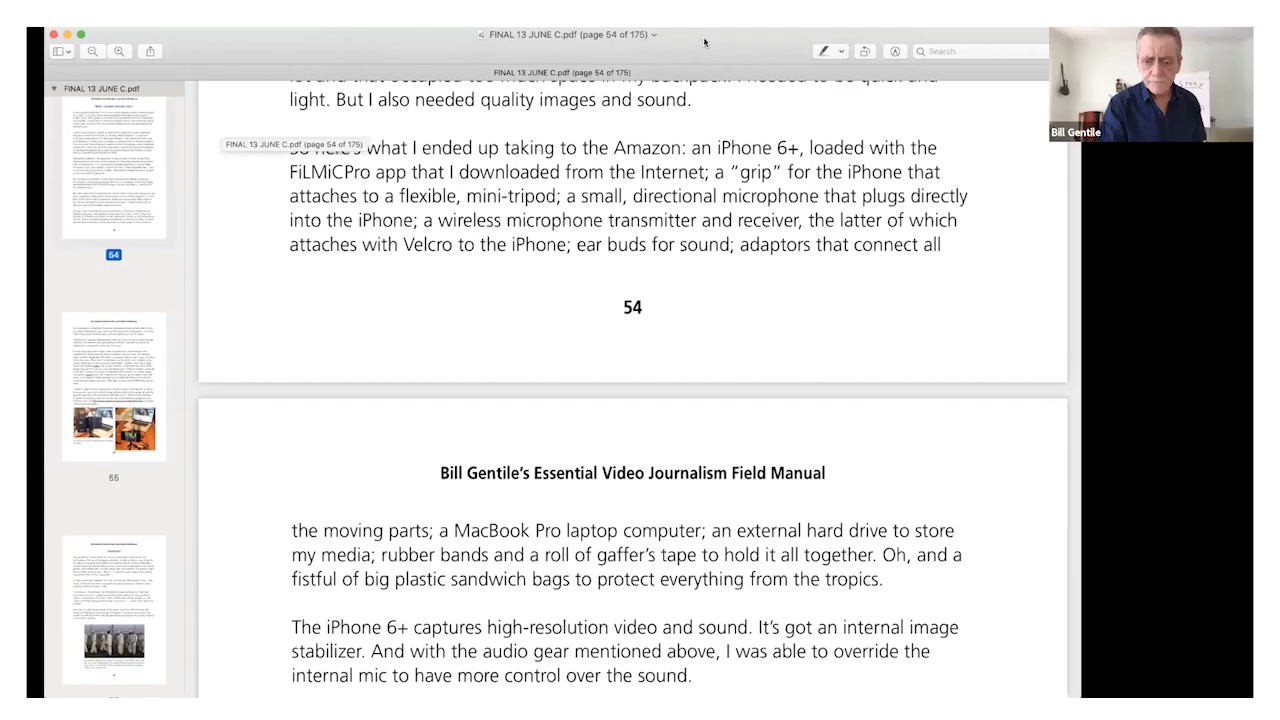 FINAL 13 JUNE C.pdf (page 54 of 175)
Search
FINAL 13 JUNE C.pdf (page 54 of 175)
FINAL 13 JUNE C.pdf
light. But I also needed quality images and sound.
FINAL 13 JUNE C.pdf (page 54 of 175)
what I ended up taking to the Amazon: an iPhone 6+, loaded with the
FiLMiCPro app that I downloaded from the Internet; a “grip” for the iPhone that
attaches to a flexible mini-tripod; a small, directional microphone that plugs directly
into the iPhone; a wireless microphone transmitter and receiver, the latter of which
attaches with Velcro to the iPhone; ear buds for sound; adaptors that connect all
54
54
Bill Gentile’s Essential Video Journalism Field Manual
the moving parts; a MacBook Pro laptop computer; an external hard drive to store
my media; rubber bands and a roll of gaffer’s tape to hold it all together. Oh, and a
fistful of big plastic sandwich bags to protect everything from the tropics.
The iPhone 6+ captures high-resolution video and sound. It’s got an internal image
stabilizer. And with the audio gear mentioned above, I was able to override the
internal mic to have more control over the sound.
55
Bill Gentile
STORY